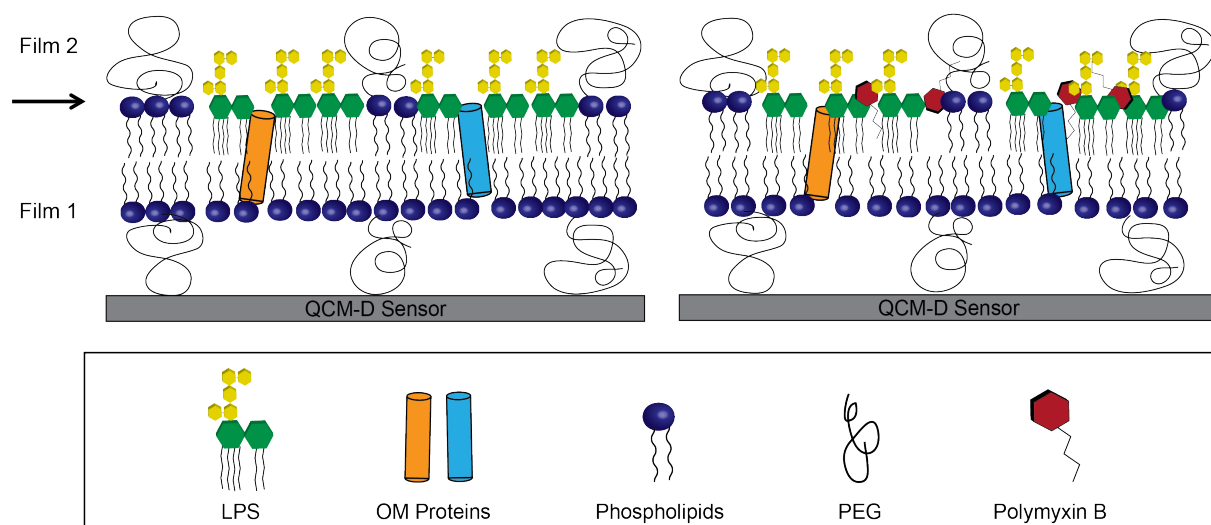 Film 2
Film 1
QCM-D Sensor
QCM-D Sensor
LPS
OM Proteins
Phospholipids
PEG
Polymyxin B